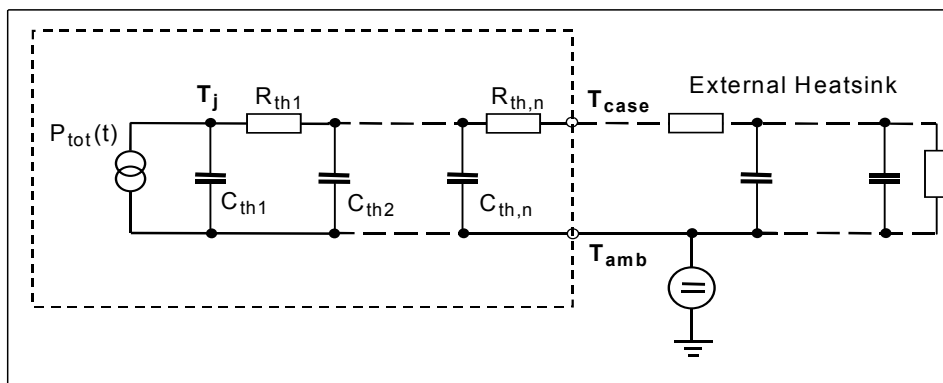 External Heatsink
T_j
R_th1
R_th,n
T_case
P_tot(t)
C_th1
C_th2
C_th,n
T_amb